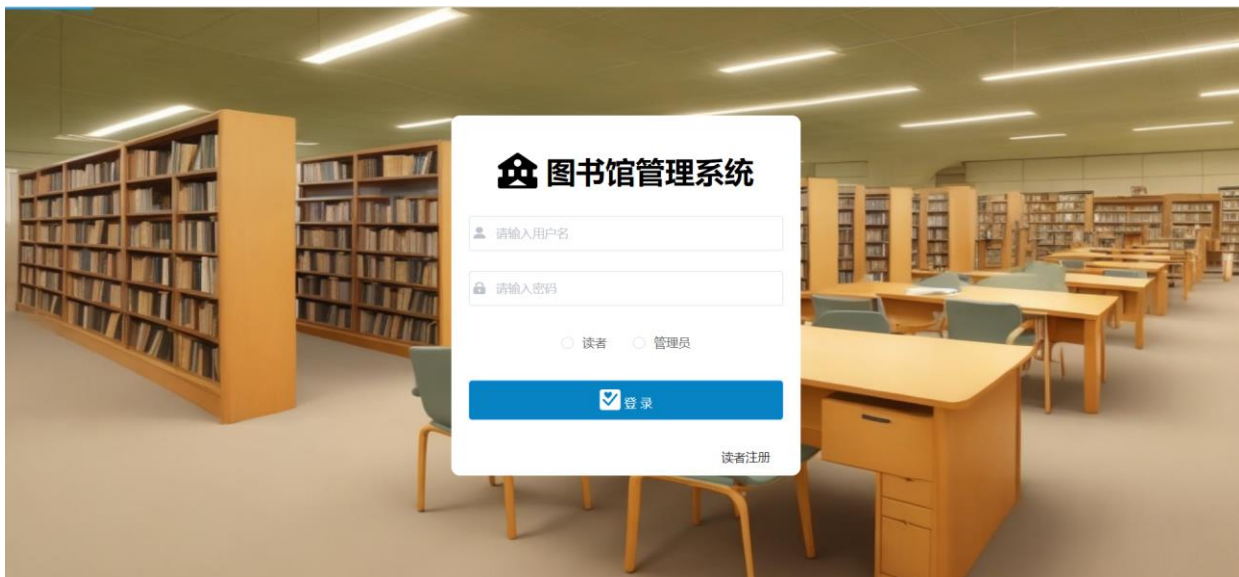 图书馆管理系统
请输入用户名
请输入密码
读者 管理员
登 录
读者注册